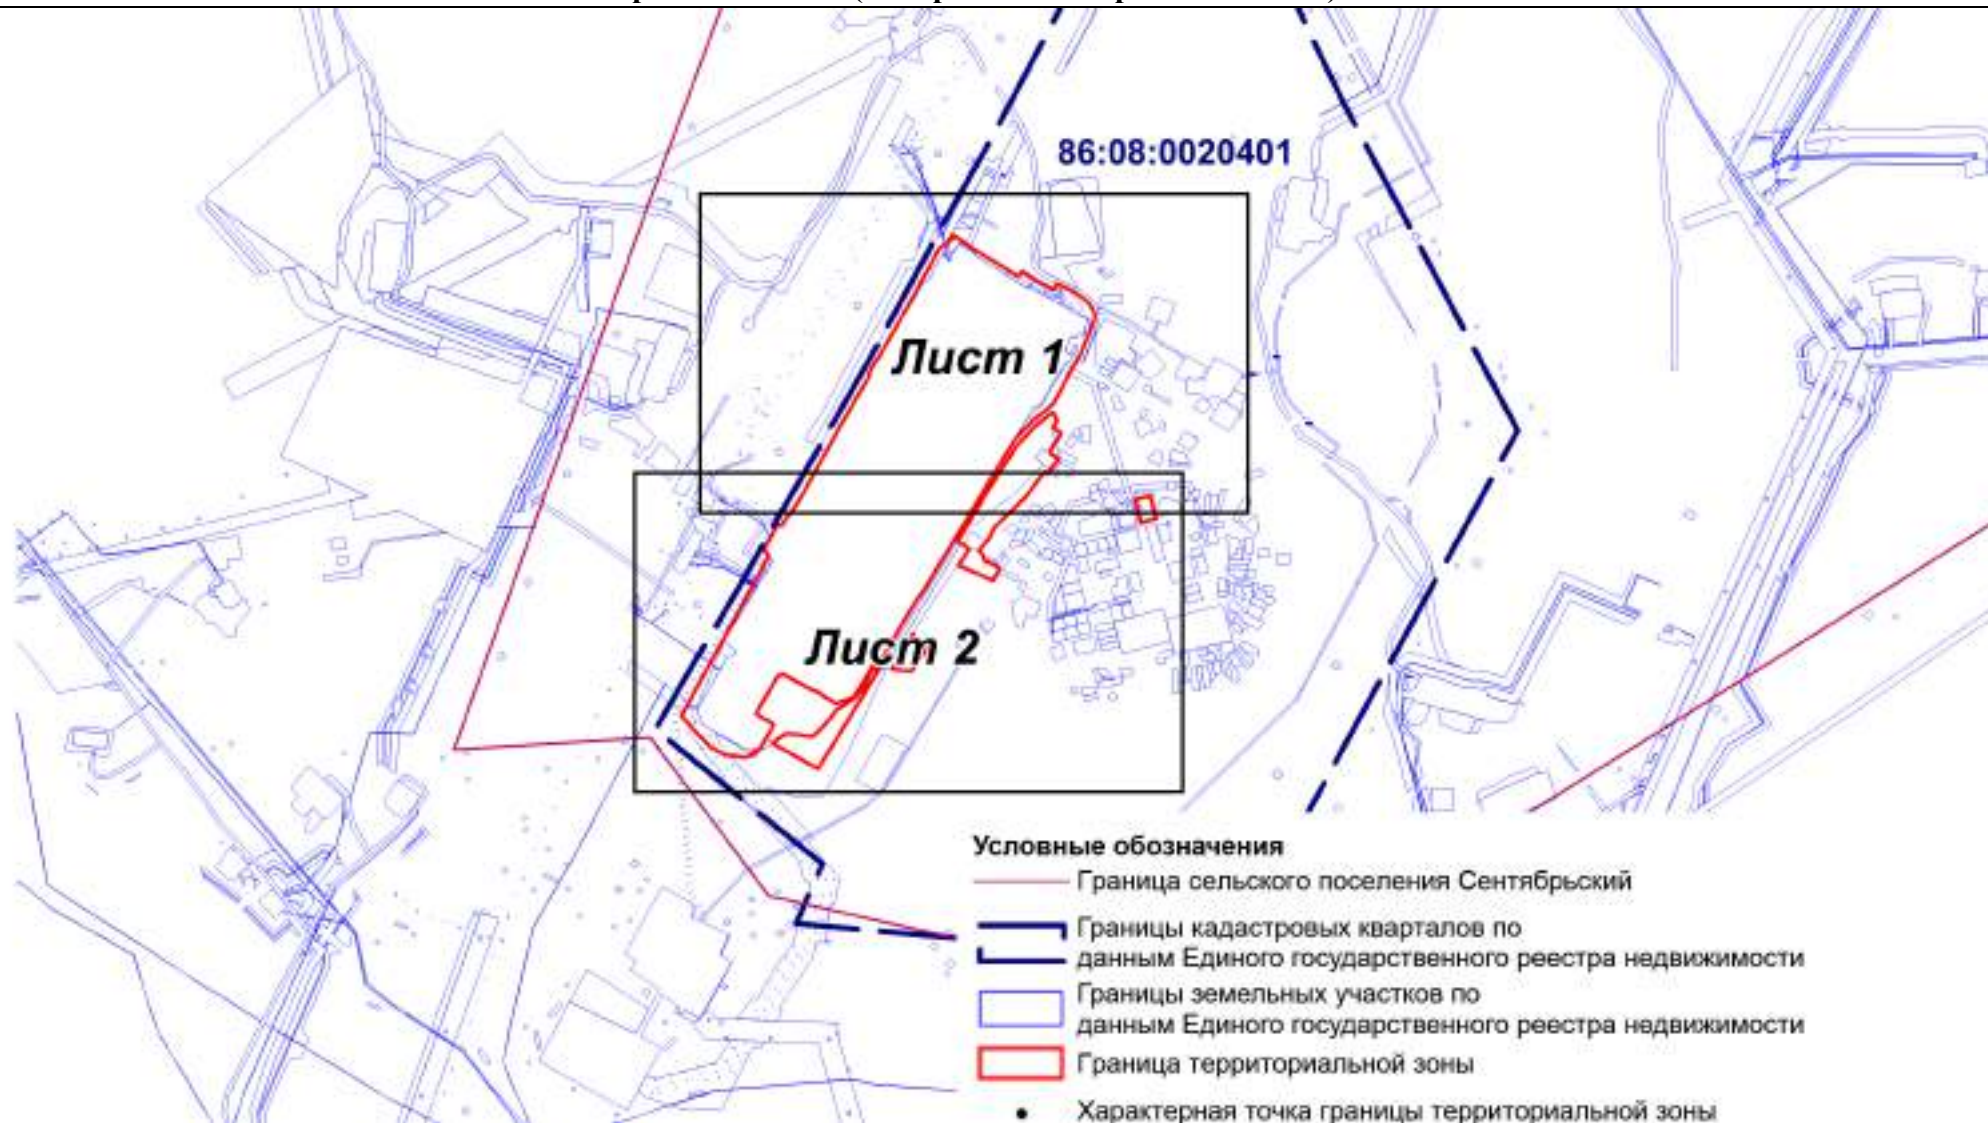 86:08:0020401
Лист 1
Лист 2
Условные обозначения
Граница сельского поселения Сентябрьский
Границы кадастровых кварталов по
данным Единого государственного реестра недвижимости
Границы земельных участков по
данным Единого государственного реестра недвижимости
Граница территориальной зоны
Характерная точка границы территориальной зоны